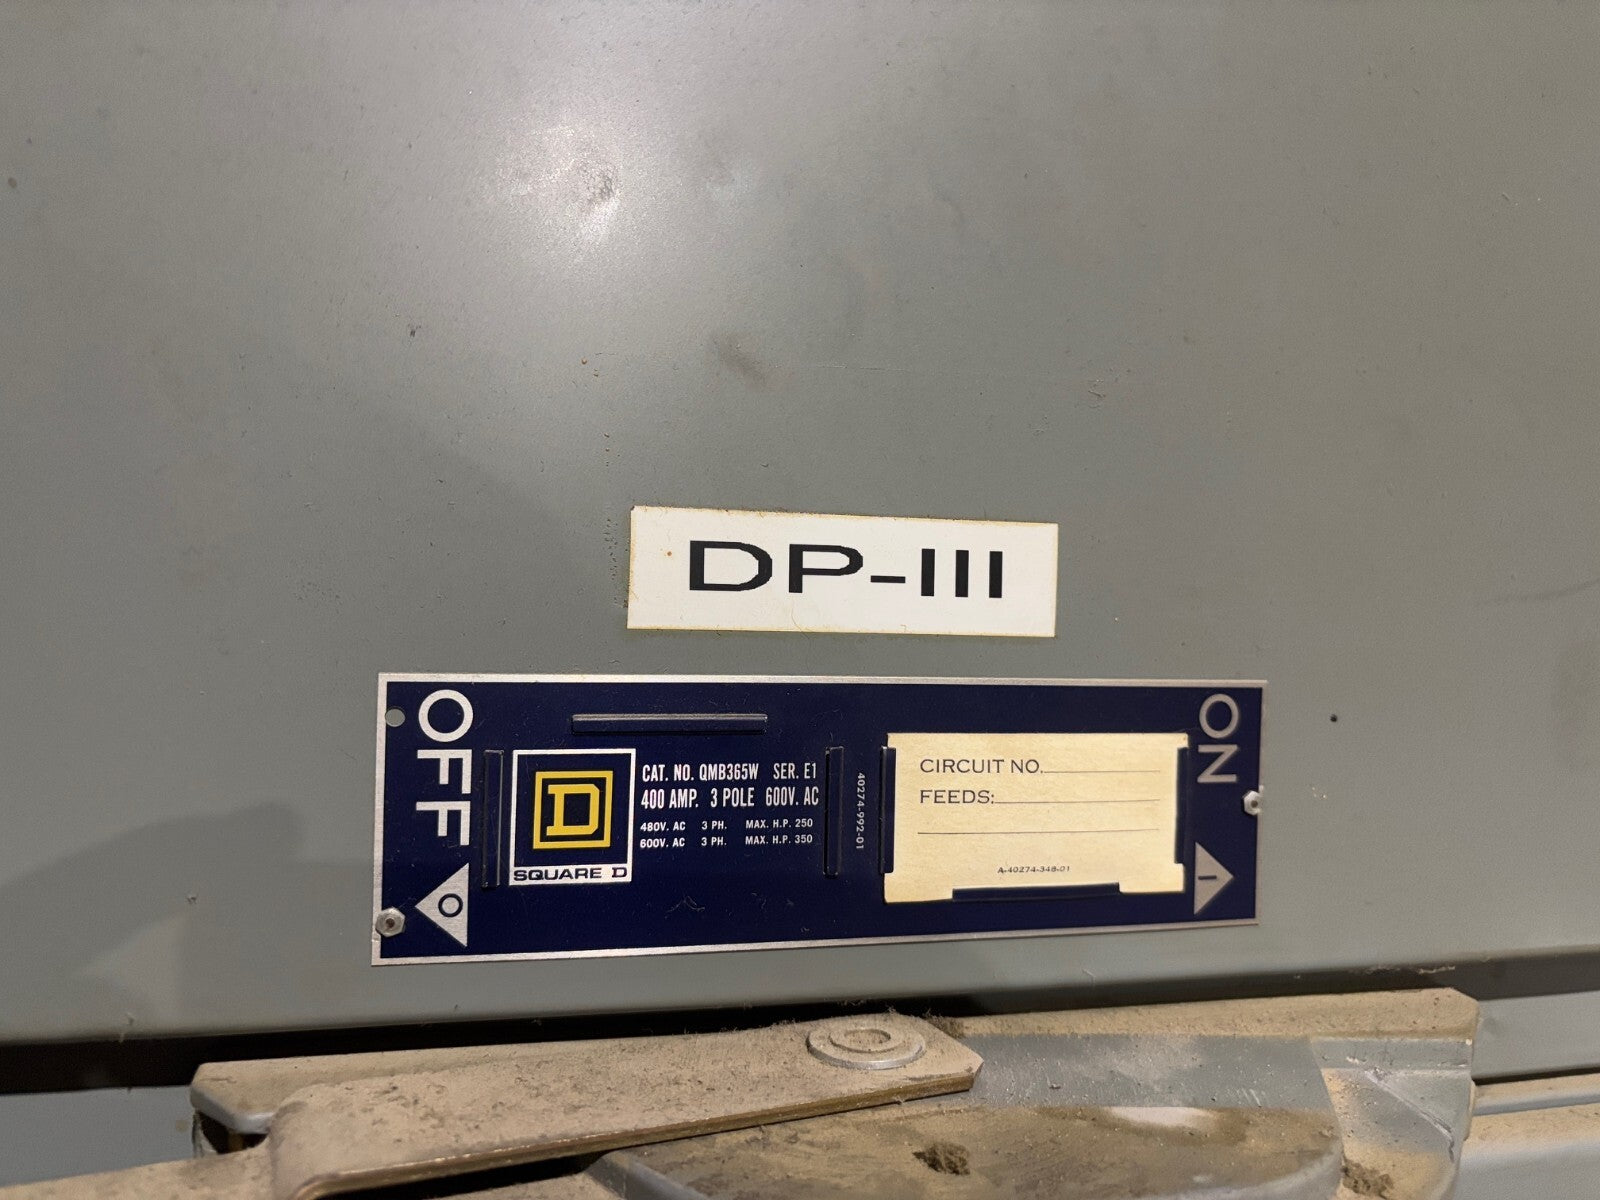 DP-III
OFF
O
D
SQUARE D
CAT. NO. QMB365W SER. E1
400 AMP. 3 POLE 600V. AC
480V. AC 3 PH. MAX. H.P. 250
600V. AC 3 PH. MAX. H.P. 350
40274-992-01
CIRCUIT NO.
FEEDS:
A-40274-348-01
ON
I